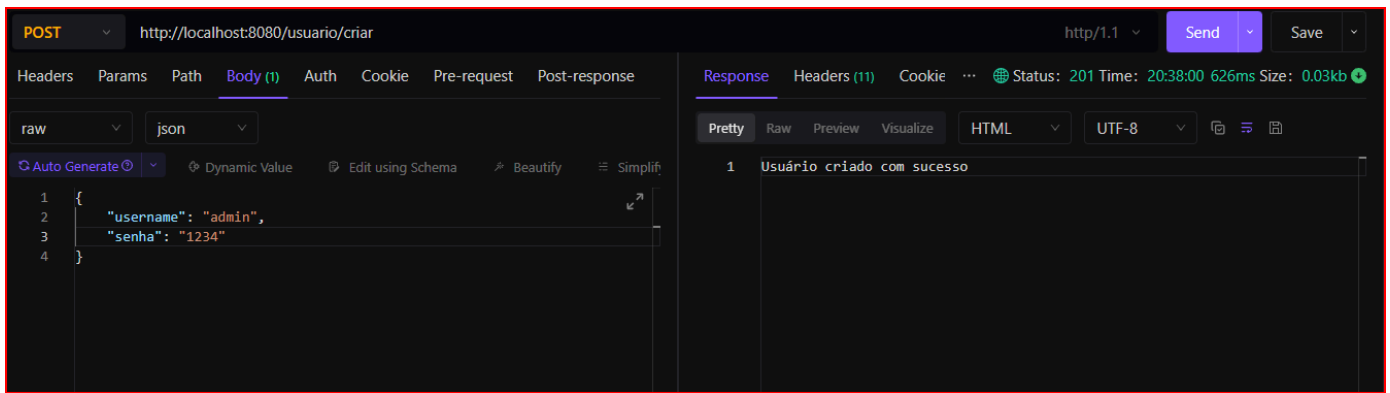 POST http://localhost:8080/usuario/criar http/1.1 Send Save
Headers Params Path Body (1) Auth Cookie Pre-request Post-response
raw json
Auto Generate Dynamic Value Edit using Schema Beautify Simplify
1 {
2 "username": "admin",
3 "senha": "1234"
4 }
Response Headers (11) Cookie ... Status: 201 Time: 20:38:00 626ms Size: 0.03kb
Pretty Raw Preview Visualize HTML UTF-8
1 Usuário criado com sucesso